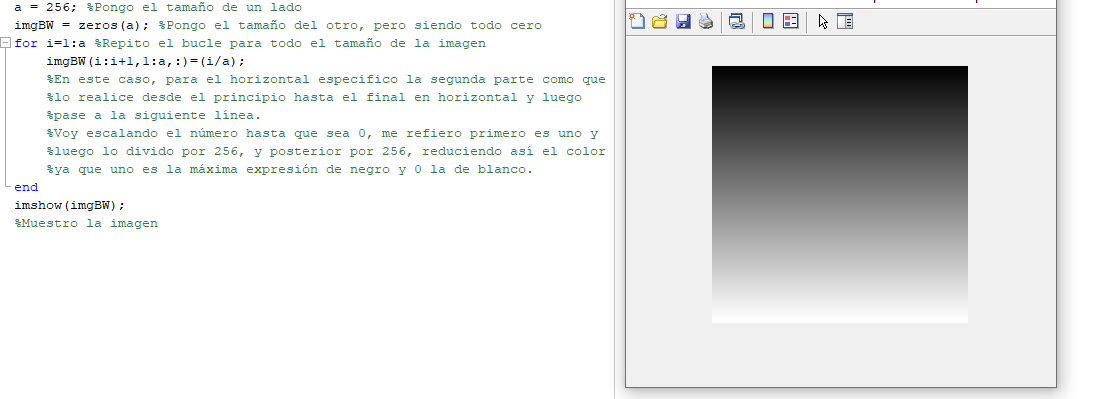 a = 256; %Pongo el tamaño de un lado
imgBW = zeros(a); %Pongo el tamaño del otro, pero siendo todo cero
for i=1:a %Repito el bucle para todo el tamaño de la imagen
imgBW(i:i+1,1:a,:)=(i/a);
%En este caso, para el horizontal especifico la segunda parte como que
%lo realice desde el principio hasta el final en horizontal y luego
%pase a la siguiente línea.
%Voy escalando el número hasta que sea 0, me refiero primero es uno y
%luego lo divido por 256, y posterior por 256, reduciendo así el color
%ya que uno es la máxima expresión de negro y 0 la de blanco.
end
imshow(imgBW);
%Muestro la imagen